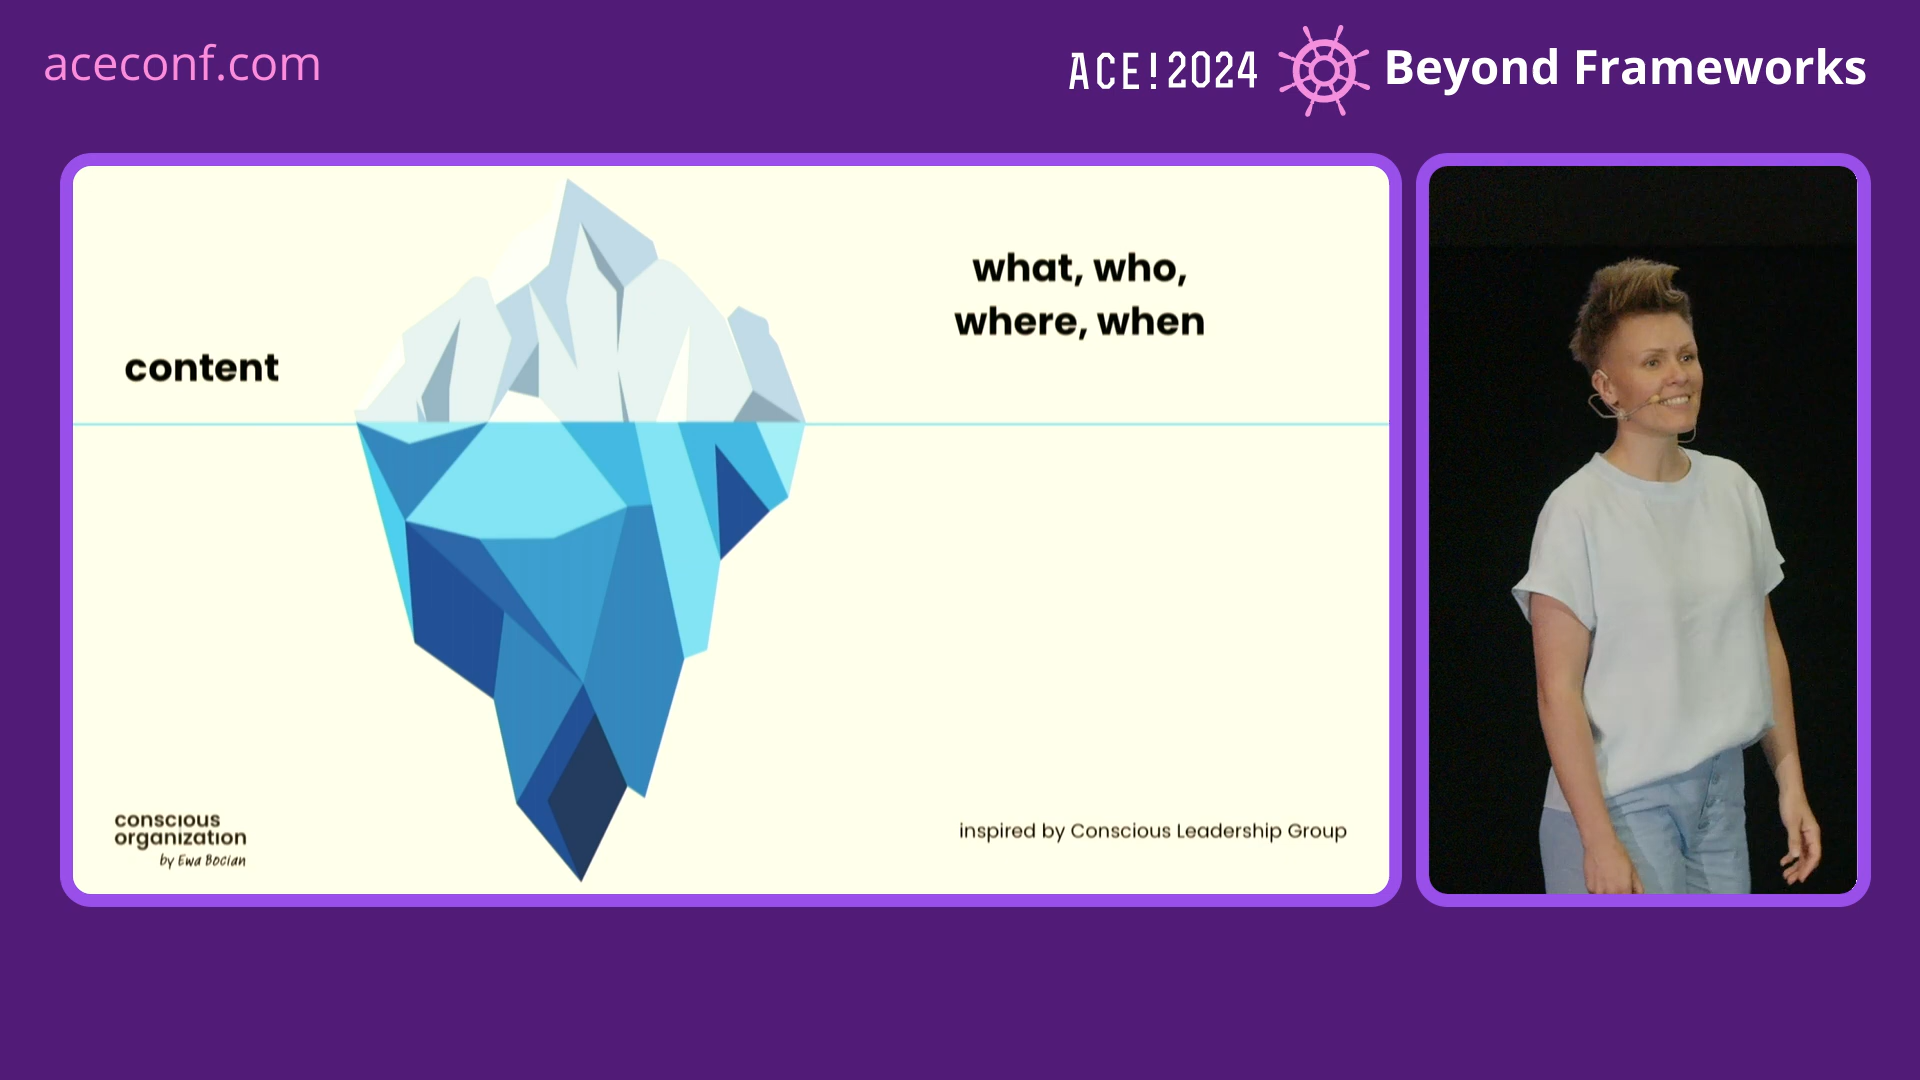 aceconf.com
ACE!2024 Beyond Frameworks
what, who,
where, when
content
conscious
organization
by Ewa Bocian
inspired by Conscious Leadership Group